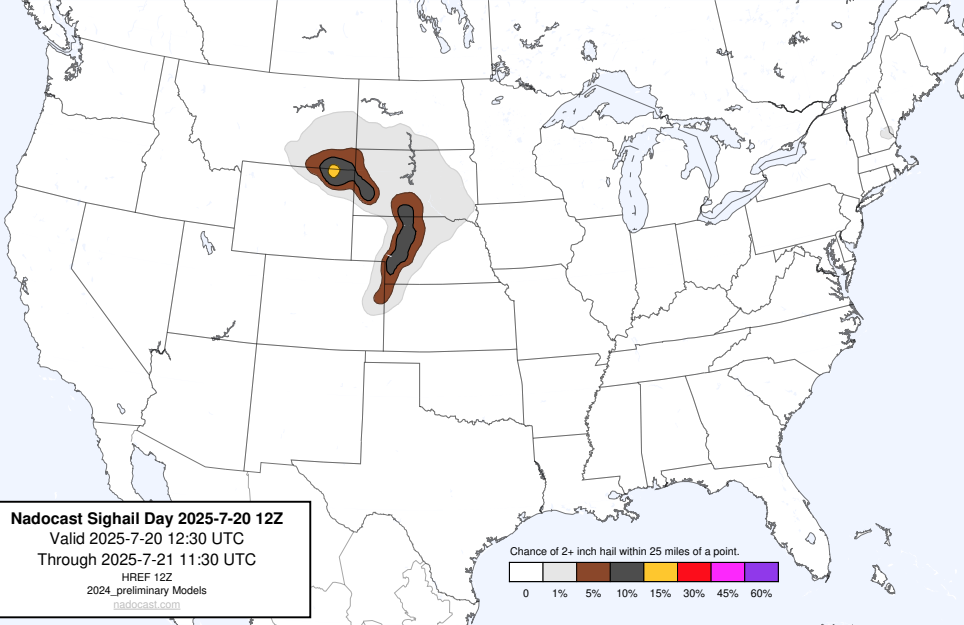 Nadocast Sighail Day 2025-7-20 12Z
Valid 2025-7-20 12:30 UTC
Through 2025-7-21 11:30 UTC
HREF 12Z
2024_preliminary Models
nadocast.com
Chance of 2+ inch hail within 25 miles of a point.
0 1% 5% 10% 15% 30% 45% 60%